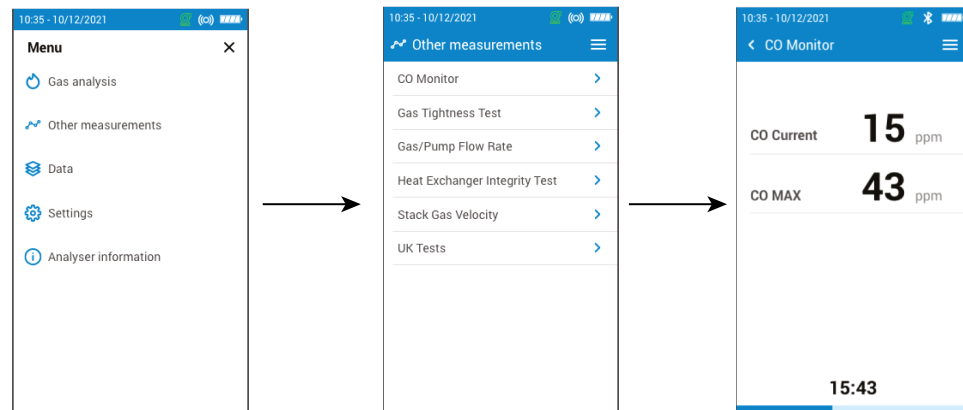 10:35 - 10/12/2021
Menu
Gas analysis
Other measurements
Data
Settings
Analyser information
10:35 - 10/12/2021
Other measurements
CO Monitor
Gas Tightness Test
Gas/Pump Flow Rate
Heat Exchanger Integrity Test
Stack Gas Velocity
UK Tests
10:35 - 10/12/2021
CO Monitor
CO Current 15 ppm
CO MAX 43 ppm
15:43